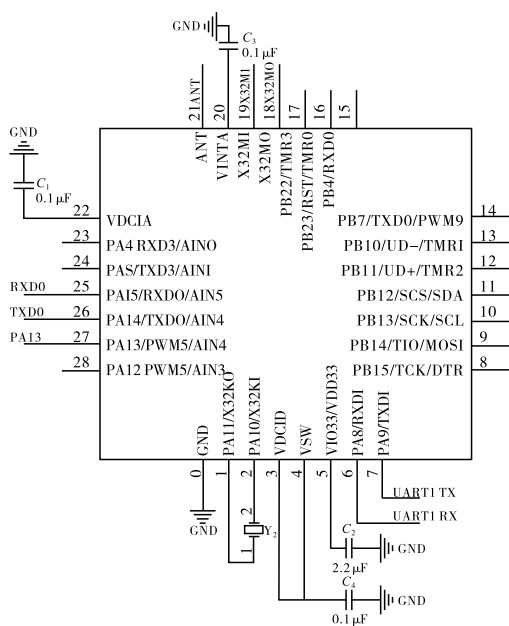 GND
C3
0.1 μF
21 ANT
20
19 X32M1
18 X32MO
17
16
15
GND
C1
0.1 μF
ANT
VINTA
X32MI
X32MO
PB22/TMR3
PB23/RST/TMR0
PB4/RXD0
22 VDCIA
23 PA4 RXD3/AINO
24 PAS/TXD3/AINI
RXD0 25 PAI5/RXDO/AIN5
TXD0 26 PA14/TXDO/AIN4
PA13 27 PA13/PWM5/AIN4
28 PA12 PWM5/AIN3
PB7/TXD0/PWM9 14
PB10/UD−/TMRI 13
PB11/UD+/TMR2 12
PB12/SCS/SDA 11
PB13/SCK/SCL 10
PB14/TIO/MOSI 9
PB15/TCK/DTR 8
GND
PA11/X32KO
PA10/X32KI
VDCID
VSW
VIO33/VDD33
PA8/RXDI
PA9/TXDI
0
1
2
3
4
5
6
7
GND
2
Y2
1
UART1 TX
UART1 RX
C2
2.2 μF
GND
C4
0.1 μF
GND